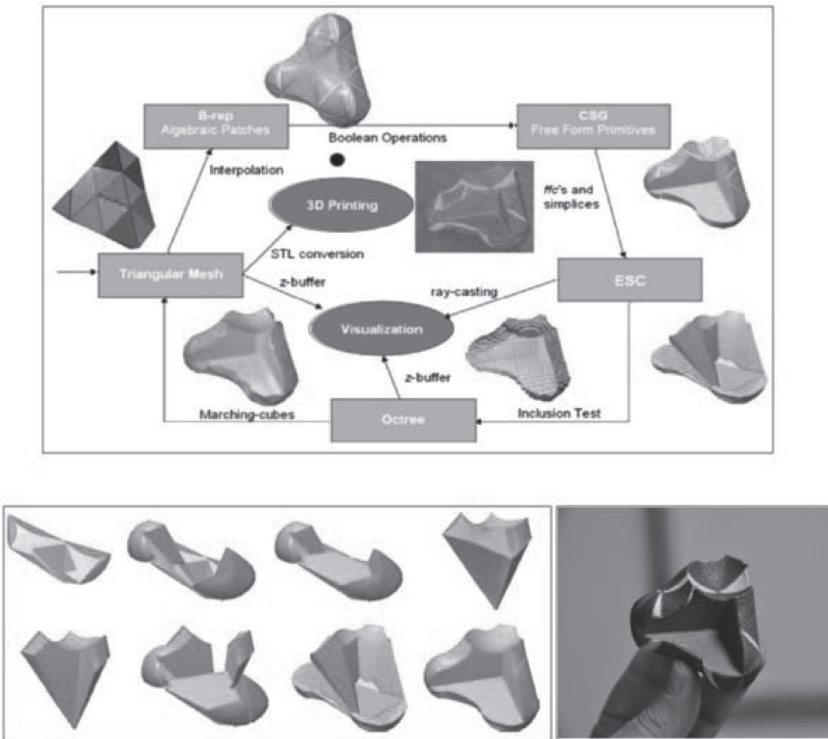 B-rep
Algebraic Patches
CSG
Free Form Primitives
Boolean Operations
Interpolation
3D Printing
ffc's and
simplices
STL conversion
Triangular Mesh
z-buffer
ray-casting
ESC
Visualization
z-buffer
Marching-cubes
Octree
Inclusion Test